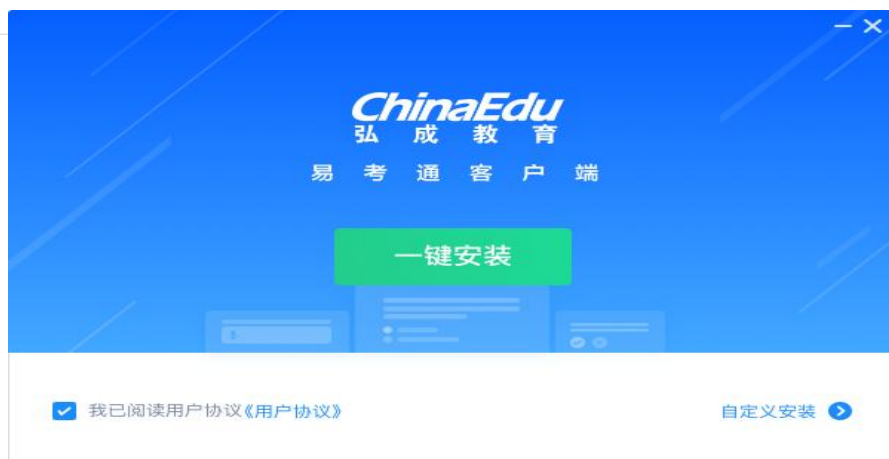 ChinaEdu
弘成教育
易考通客户端
一键安装
我已阅读用户协议《用户协议》
自定义安装